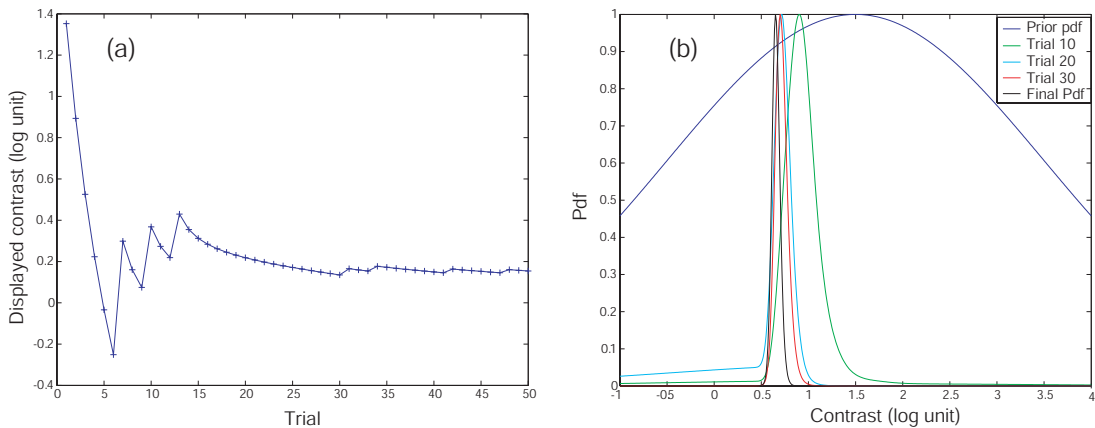 (a)
Displayed contrast (log unit)
1.4
1.2
1
0.8
0.6
0.4
0.2
0
-0.2
-0.4
0 5 10 15 20 25 30 35 40 45 50
Trial
(b)
Prior pdf
Trial 10
Trial 20
Trial 30
Final Pdf
Pdf
1
0.9
0.8
0.7
0.6
0.5
0.4
0.3
0.2
0.1
0
-1 -0.5 0 0.5 1 1.5 2 2.5 3 3.5 4
Contrast (log unit)